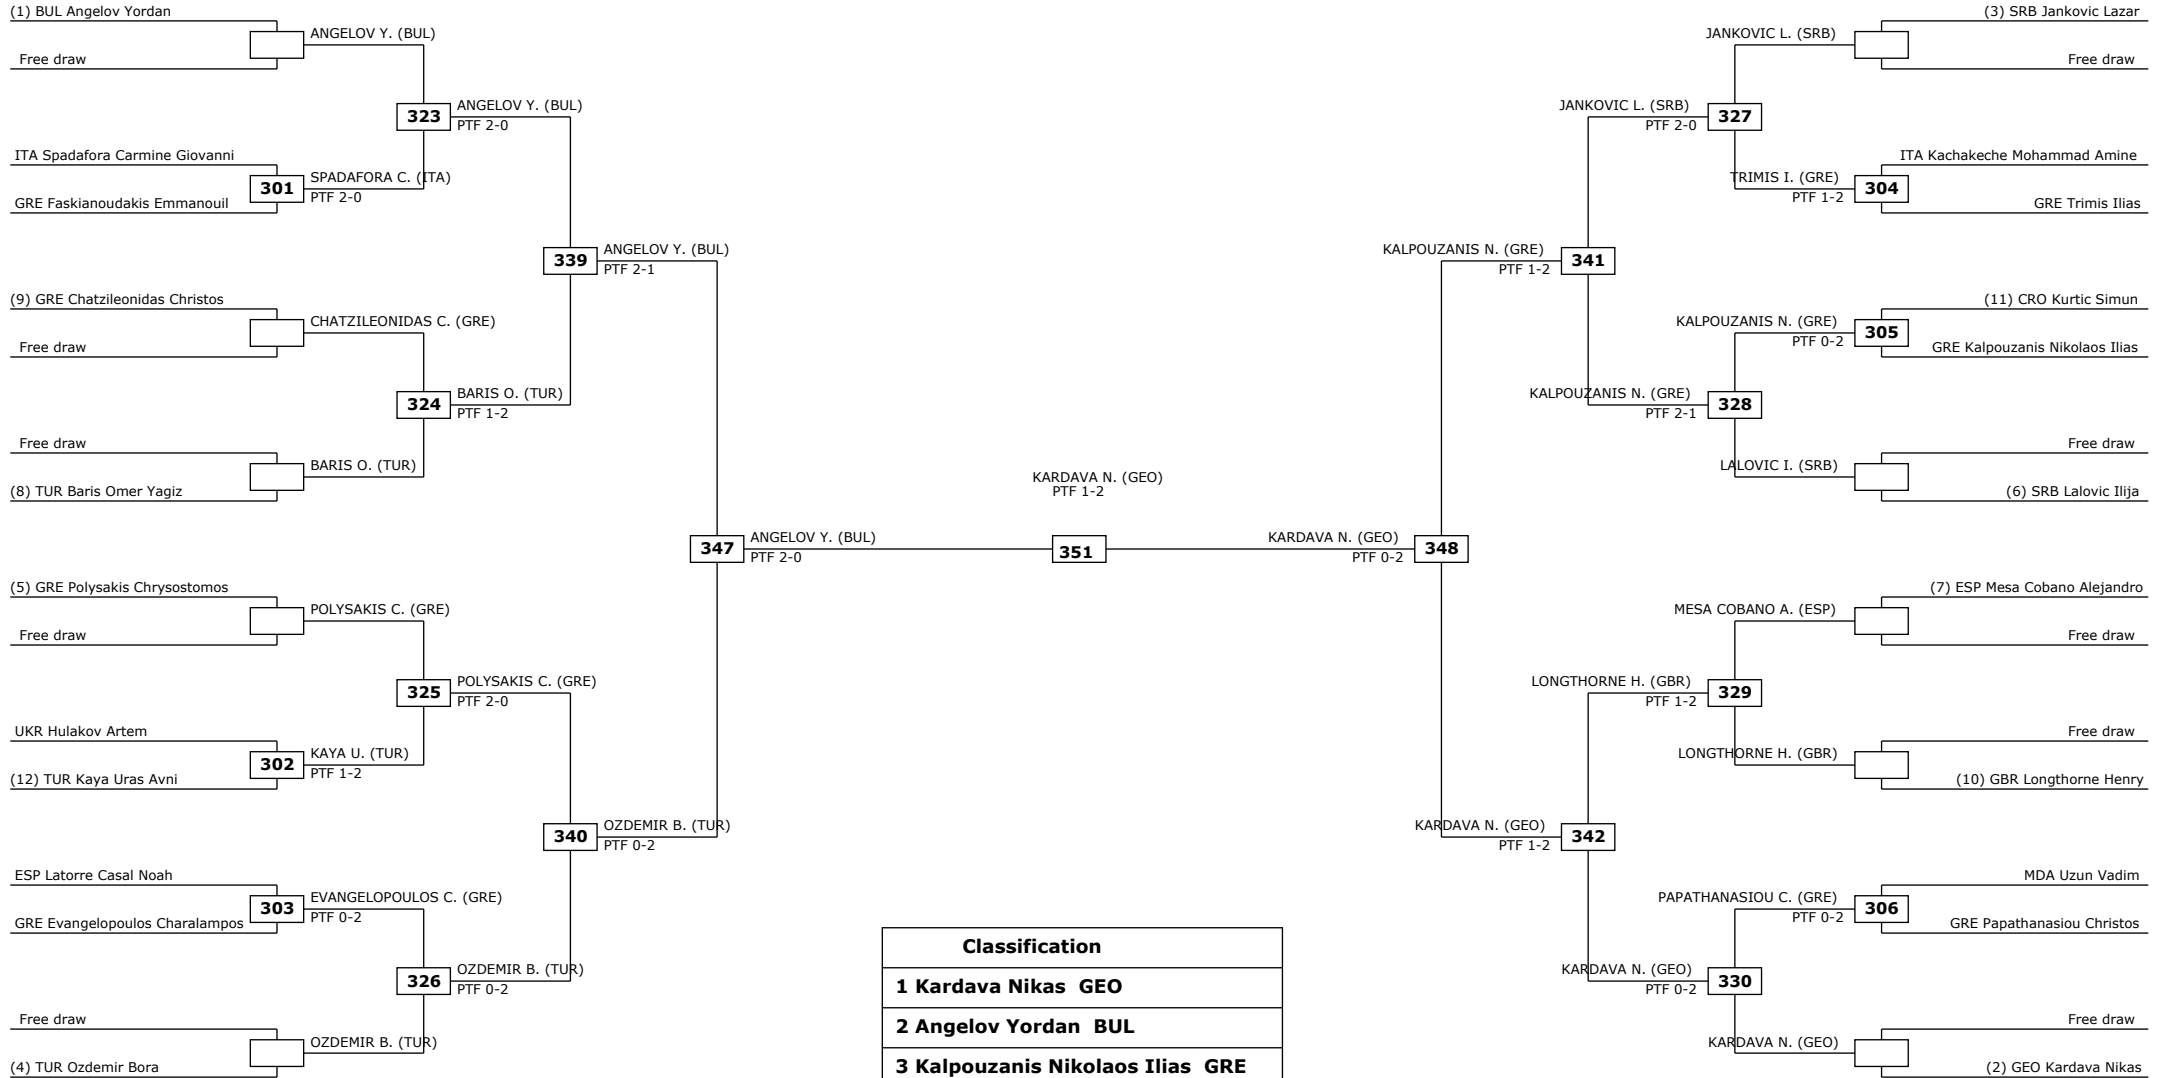 (1) BUL Angelov Yordan
ANGELOV Y. (BUL)
Free draw
323
ANGELOV Y. (BUL)
PTF 2-0
ITA Spadafora Carmine Giovanni
301
SPADAFORA C. (ITA)
PTF 2-0
GRE Faskianoudakis Emmanouil
339
ANGELOV Y. (BUL)
PTF 2-1
(9) GRE Chatzileonidas Christos
CHATZILEONIDAS C. (GRE)
Free draw
324
BARIS O. (TUR)
PTF 1-2
Free draw
BARIS O. (TUR)
(8) TUR Baris Omer Yagiz
347
ANGELOV Y. (BUL)
PTF 2-0
(5) GRE Polysakis Chrysostomos
POLYSAKIS C. (GRE)
Free draw
325
POLYSAKIS C. (GRE)
PTF 2-0
UKR Hulakov Artem
302
KAYA U. (TUR)
PTF 1-2
(12) TUR Kaya Uras Avni
340
OZDEMIR B. (TUR)
PTF 0-2
ESP Latorre Casal Noah
303
EVANGELOPOULOS C. (GRE)
PTF 0-2
GRE Evangelopoulos Charalampos
326
OZDEMIR B. (TUR)
PTF 0-2
Free draw
OZDEMIR B. (TUR)
(4) TUR Ozdemir Bora
KARDAVA N. (GEO)
PTF 1-2
351
(3) SRB Jankovic Lazar
JANKOVIC L. (SRB)
Free draw
JANKOVIC L. (SRB)
PTF 2-0
327
ITA Kachakeche Mohammad Amine
TRIMIS I. (GRE)
PTF 1-2
304
GRE Trimis Ilias
KALPOUZANIS N. (GRE)
PTF 1-2
341
(11) CRO Kurtic Simun
KALPOUZANIS N. (GRE)
PTF 0-2
305
GRE Kalpouzanis Nikolaos Ilias
KALPOUZANIS N. (GRE)
PTF 2-1
328
Free draw
LALOVIC I. (SRB)
(6) SRB Lalovic Ilija
KARDAVA N. (GEO)
PTF 0-2
348
(7) ESP Mesa Cobano Alejandro
MESA COBANO A. (ESP)
Free draw
LONGTHORNE H. (GBR)
PTF 1-2
329
Free draw
LONGTHORNE H. (GBR)
(10) GBR Longthorne Henry
KARDAVA N. (GEO)
PTF 1-2
342
MDA Uzun Vadim
PAPATHANASIOU C. (GRE)
PTF 0-2
306
GRE Papathanasiou Christos
KARDAVA N. (GEO)
PTF 0-2
330
Free draw
KARDAVA N. (GEO)
(2) GEO Kardava Nikas
Classification
1 Kardava Nikas GEO
2 Angelov Yordan BUL
3 Kalpouzanis Nikolaos Ilias GRE